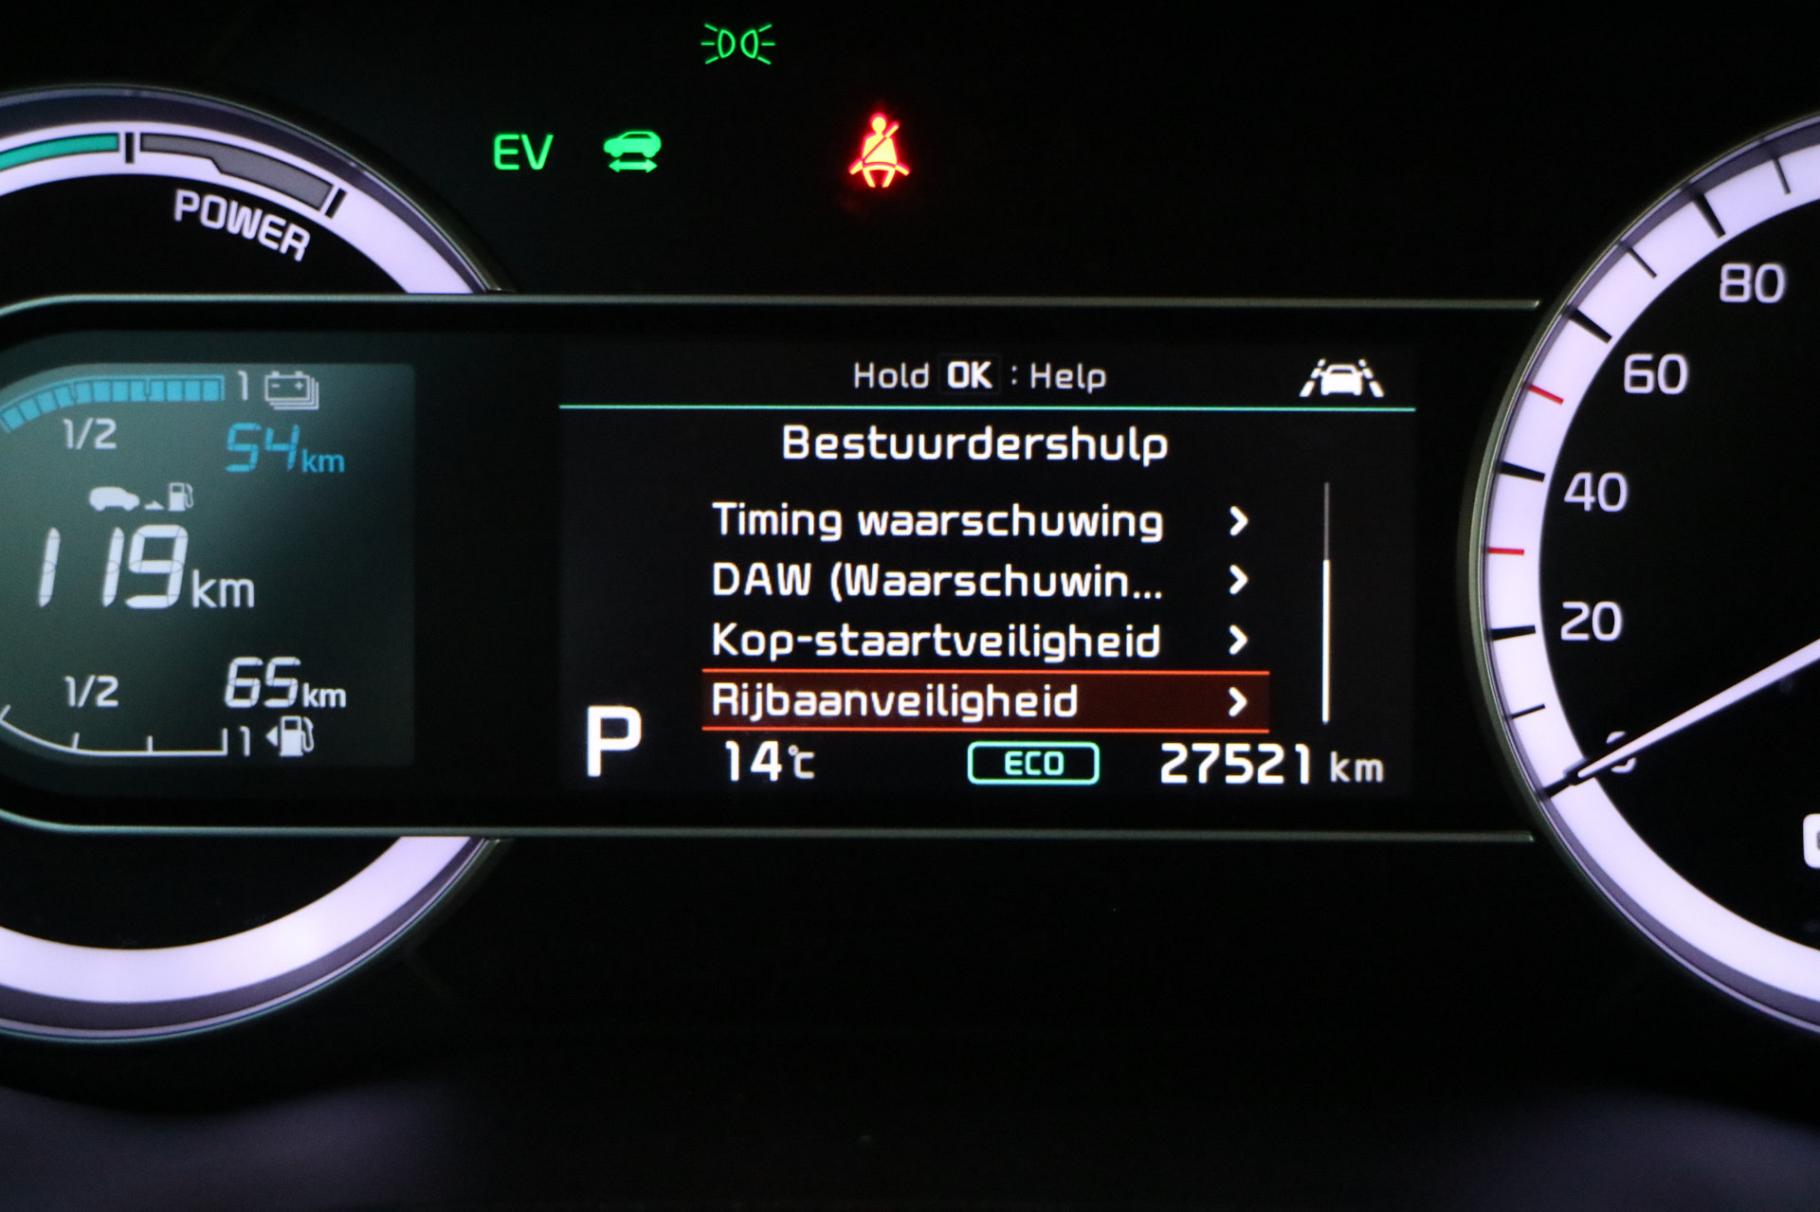 EV
POWER
Hold OK : Help
Bestuurdershulp
Timing waarschuwing
DAW (Waarschuwin...
Kop-staartveiligheid
Rijbaanveiligheid
P
14℃
ECO
27521 km
1
1/2
54km
119km
1/2
65km
1
80
60
40
20